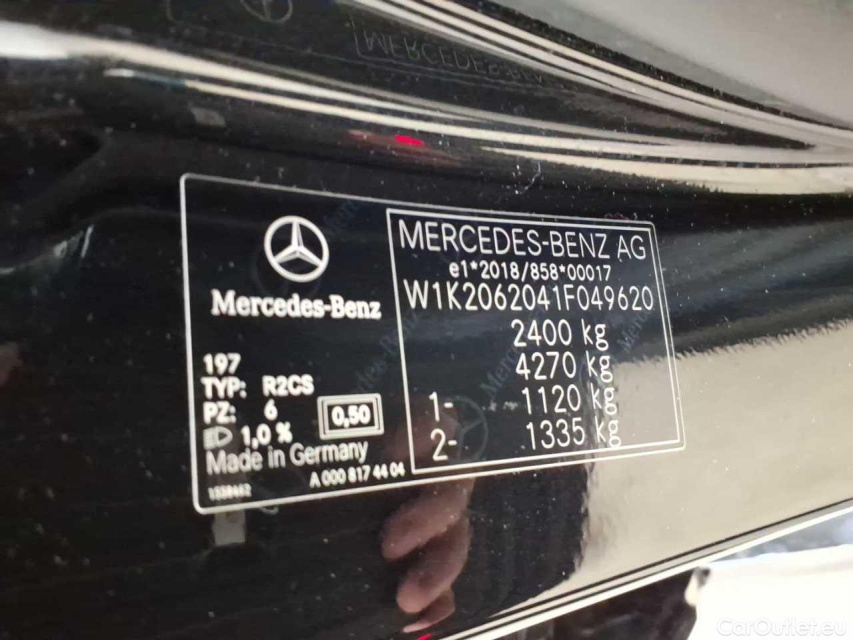 Mercedes-Benz
197
TYP: R2CS
PZ: 6
0,50
1,0 %
Made in Germany
A 000 817 44 04
MERCEDES-BENZ AG
e1*2018/858*00017
W1K2062041F049620
2400 kg
4270 kg
1- 1120 kg
2- 1335 kg
CarOutlet.eu